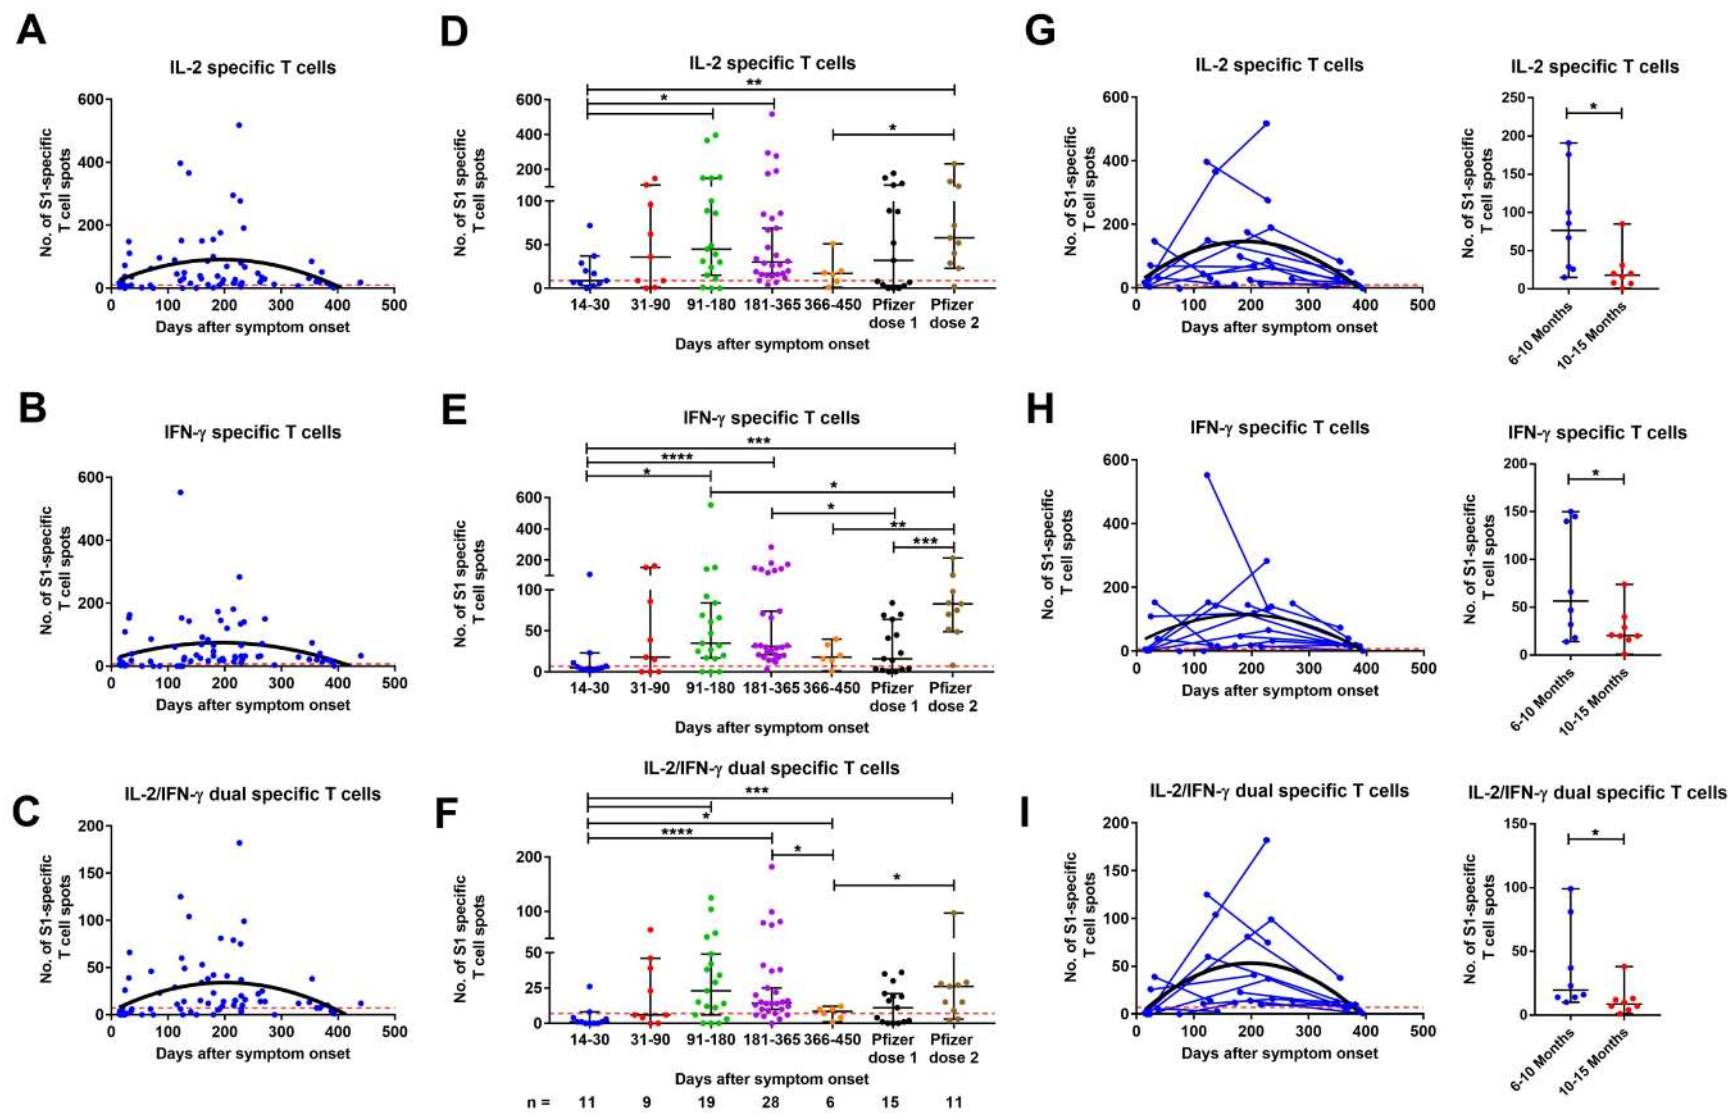 A
IL-2 specific T cells
No. of S1-specific
T cell spots
600
400
200
0
0 100 200 300 400 500
Days after symptom onset
B
IFN-γ specific T cells
No. of S1-specific
T cell spots
600
400
200
0
0 100 200 300 400 500
Days after symptom onset
C
IL-2/IFN-γ dual specific T cells
No. of S1-specific
T cell spots
200
150
100
50
0
0 100 200 300 400 500
Days after symptom onset
D
IL-2 specific T cells
**
*
*
No. of S1 specific
T cell spots
600
400
200
100
50
0
14-30 31-90 91-180 181-365 366-450 Pfizer Pfizer
dose 1 dose 2
Days after symptom onset
E
IFN-γ specific T cells
***
****
*
*
*
**
***
No. of S1 specific
T cell spots
600
400
200
100
50
0
14-30 31-90 91-180 181-365 366-450 Pfizer Pfizer
dose 1 dose 2
Days after symptom onset
F
IL-2/IFN-γ dual specific T cells
***
*
****
*
*
No. of S1 specific
T cell spots
200
100
50
25
0
14-30 31-90 91-180 181-365 366-450 Pfizer Pfizer
dose 1 dose 2
Days after symptom onset
n = 11 9 19 28 6 15 11
G
IL-2 specific T cells
No. of S1-specific
T cell spots
600
400
200
0
0 100 200 300 400 500
Days after symptom onset
IL-2 specific T cells
*
No. of S1-specific
T cell spots
250
200
150
100
50
0
6-10 Months
10-15 Months
H
IFN-γ specific T cells
No. of S1-specific
T cell spots
600
400
200
0
0 100 200 300 400 500
Days after symptom onset
IFN-γ specific T cells
*
No. of S1-specific
T cell spots
200
150
100
50
0
6-10 Months
10-15 Months
I
IL-2/IFN-γ dual specific T cells
No. of S1-specific
T cell spots
200
150
100
50
0
0 100 200 300 400 500
Days after symptom onset
IL-2/IFN-γ dual specific T cells
*
No. of S1-specific
T cell spots
150
100
50
0
6-10 Months
10-15 Months